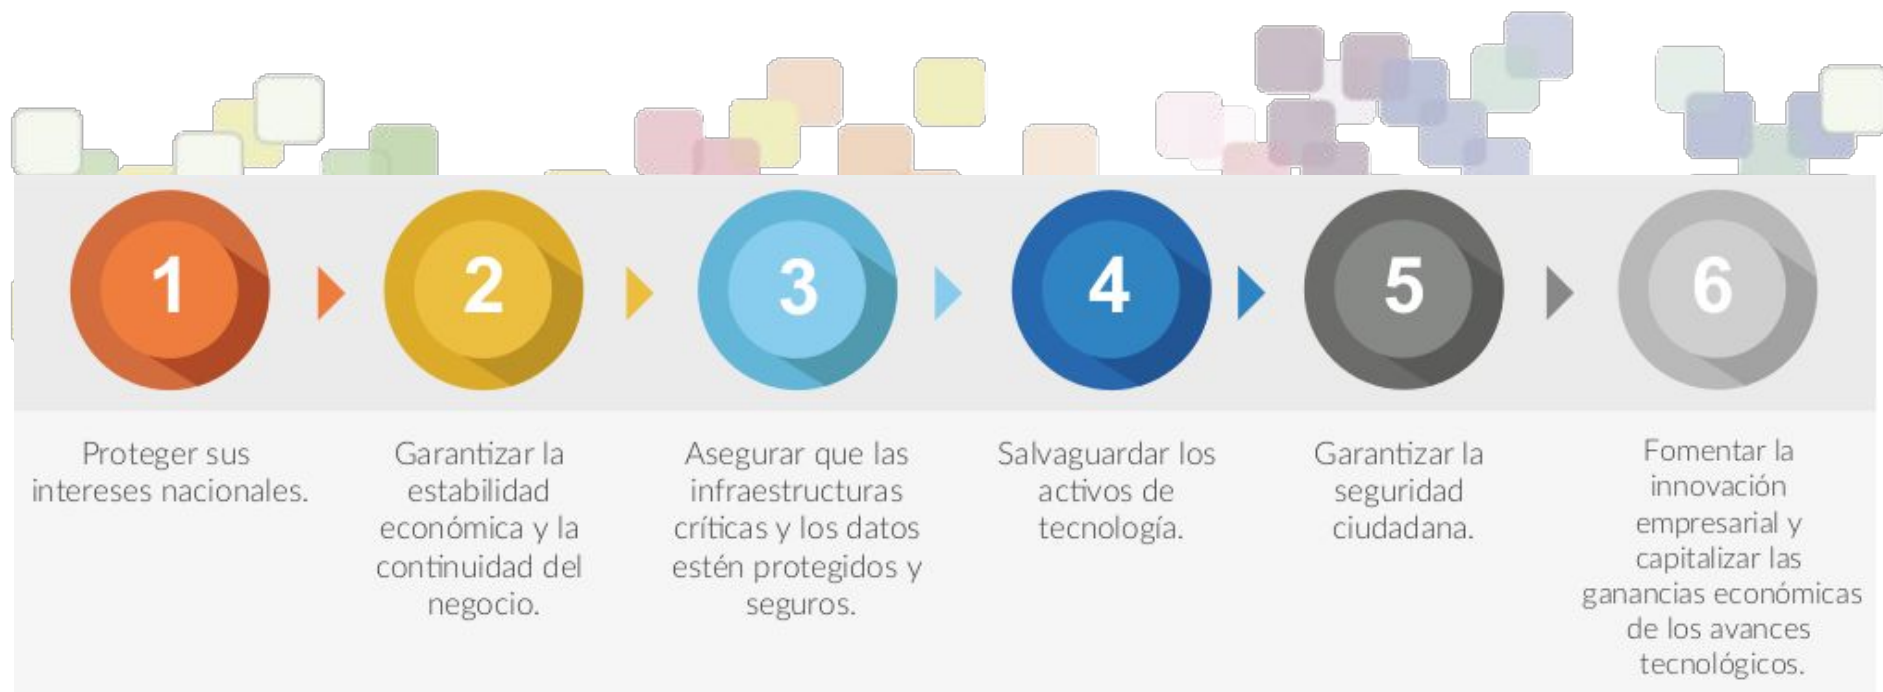 1
Proteger sus
intereses nacionales.
2
Garantizar la
estabilidad
económica y la
continuidad del
negocio.
3
Asegurar que las
infraestructuras
críticas y los datos
estén protegidos y
seguros.
4
Salvaguardar los
activos de
tecnología.
5
Garantizar la
seguridad
ciudadana.
6
Fomentar la
innovación
empresarial y
capitalizar las
ganancias económicas
de los avances
tecnológicos.